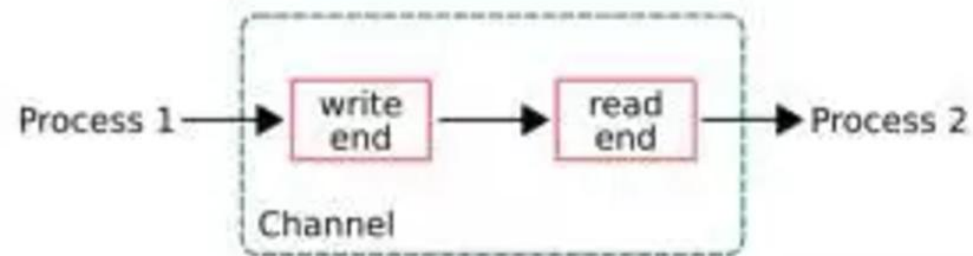 Process 1
write
end
read
end
Process 2
Channel